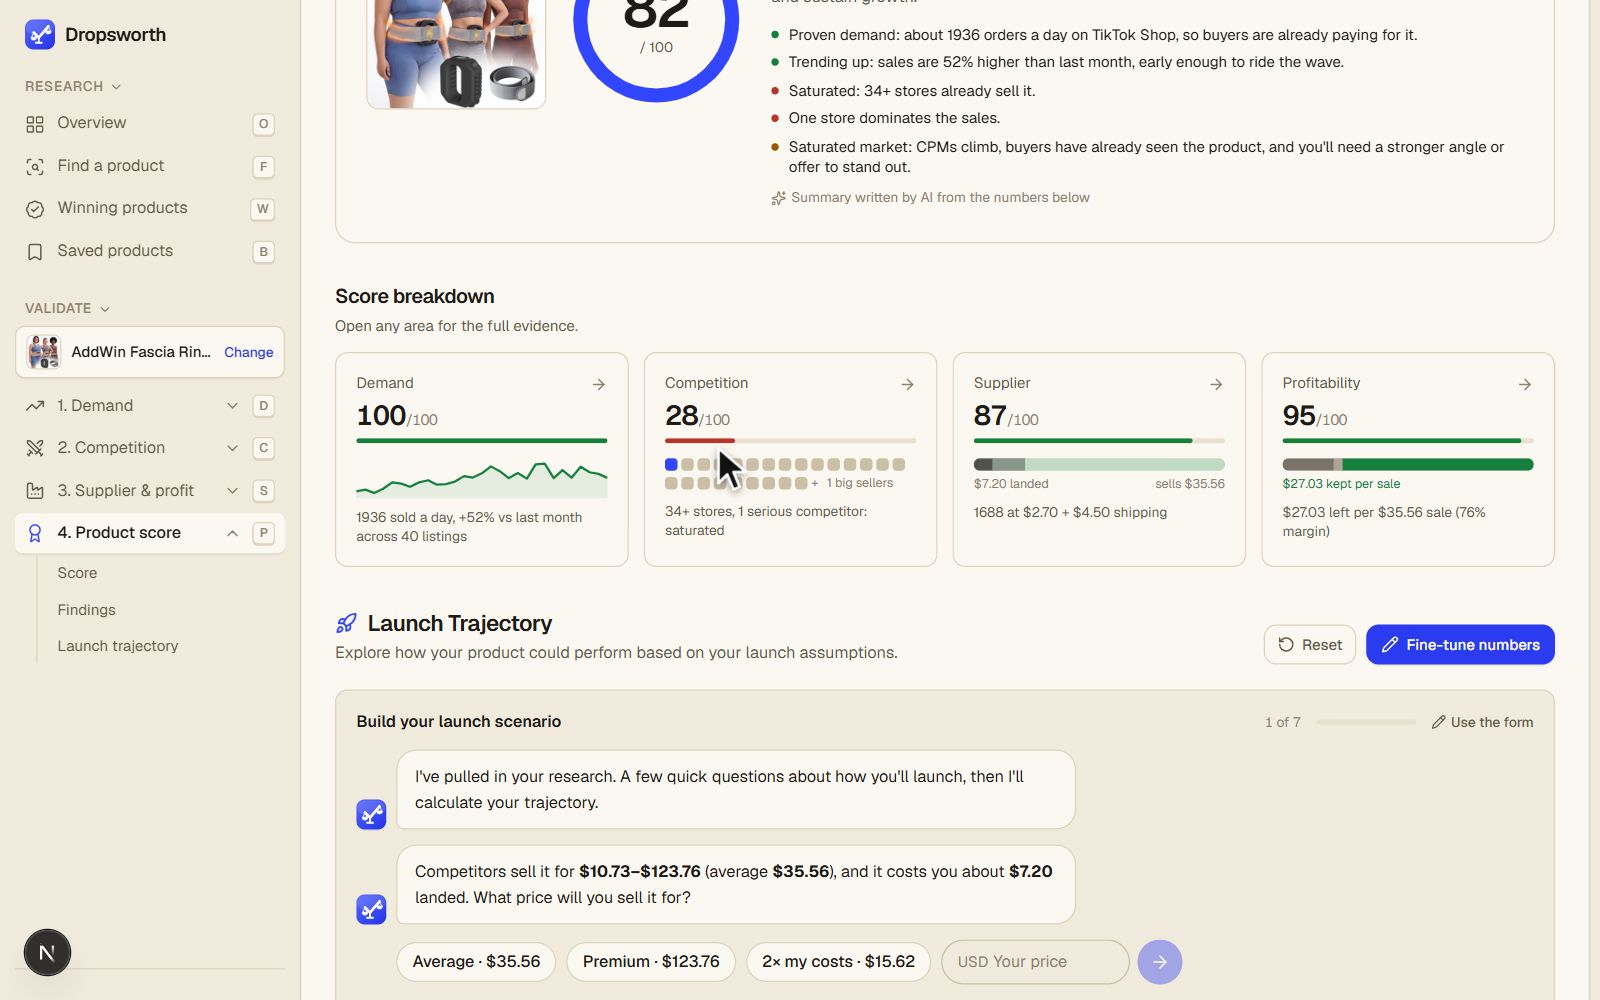 Dropsworth
RESEARCH
Overview
O
Find a product
F
Winning products
W
Saved products
B
VALIDATE
AddWin Fascia Rin...
Change
1. Demand
D
2. Competition
C
3. Supplier & profit
S
4. Product score
P
Score
Findings
Launch trajectory
N
82
/ 100
Proven demand: about 1936 orders a day on TikTok Shop, so buyers are already paying for it.
Trending up: sales are 52% higher than last month, early enough to ride the wave.
Saturated: 34+ stores already sell it.
One store dominates the sales.
Saturated market: CPMs climb, buyers have already seen the product, and you'll need a stronger angle or
offer to stand out.
Summary written by AI from the numbers below
Score breakdown
Open any area for the full evidence.
Demand
100/100
1936 sold a day, +52% vs last month
across 40 listings
Competition
28/100
+ 1 big sellers
34+ stores, 1 serious competitor:
saturated
Supplier
87/100
$7.20 landed
sells $35.56
1688 at $2.70 + $4.50 shipping
Profitability
95/100
$27.03 kept per sale
$27.03 left per $35.56 sale (76%
margin)
Launch Trajectory
Explore how your product could perform based on your launch assumptions.
Reset
Fine-tune numbers
Build your launch scenario
1 of 7
Use the form
I've pulled in your research. A few quick questions about how you'll launch, then I'll
calculate your trajectory.
Competitors sell it for $10.73–$123.76 (average $35.56), and it costs you about $7.20
landed. What price will you sell it for?
Average · $35.56
Premium · $123.76
2× my costs · $15.62
USD Your price